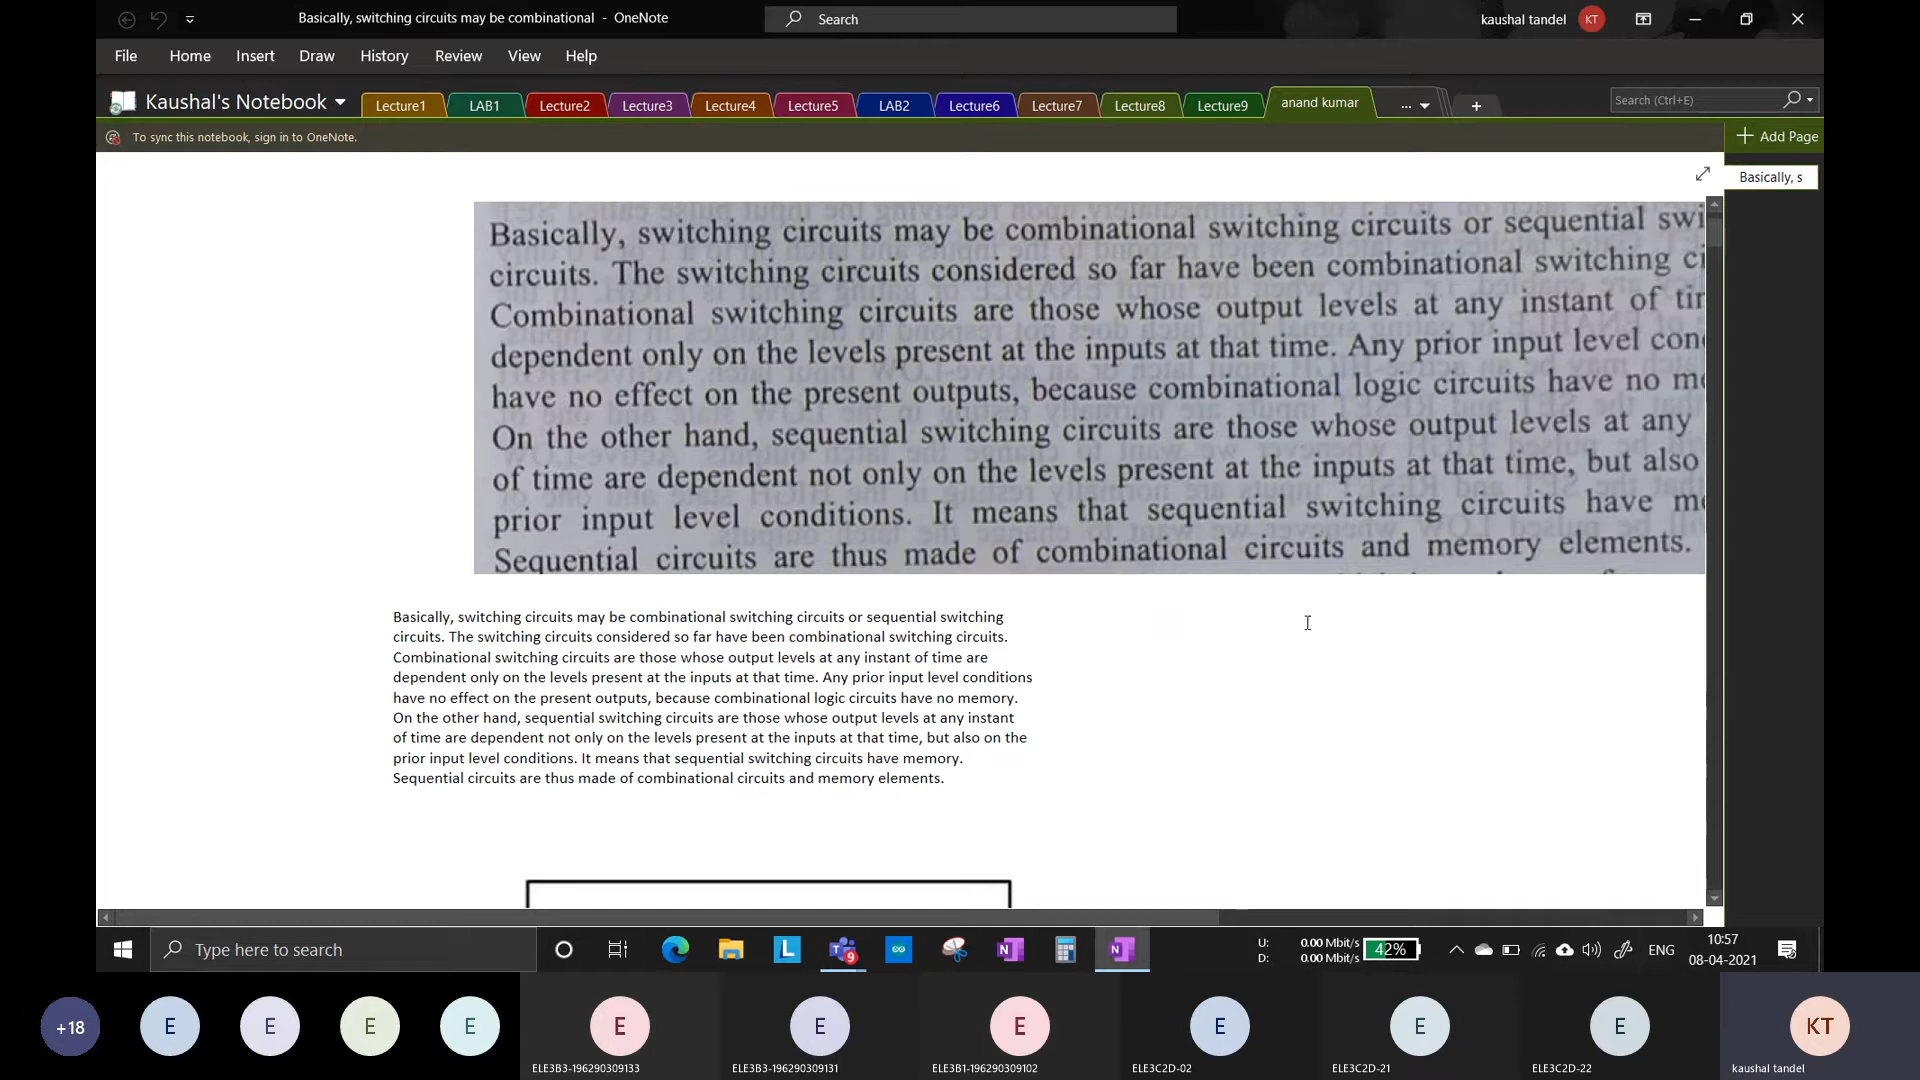 Basically, switching circuits may be combinational - OneNote
Search
kaushal tandel
KT
File
Home
Insert
Draw
History
Review
View
Help
Kaushal's Notebook
Lecture1
LAB1
Lecture2
Lecture3
Lecture4
Lecture5
LAB2
Lecture6
Lecture7
Lecture8
Lecture9
anand kumar
...
Search (Ctrl+E)
To sync this notebook, sign in to OneNote.
Add Page
Basically, s
Basically, switching circuits may be combinational switching circuits or sequential swi
circuits. The switching circuits considered so far have been combinational switching ci
Combinational switching circuits are those whose output levels at any instant of tim
dependent only on the levels present at the inputs at that time. Any prior input level con
have no effect on the present outputs, because combinational logic circuits have no me
On the other hand, sequential switching circuits are those whose output levels at any
of time are dependent not only on the levels present at the inputs at that time, but also
prior input level conditions. It means that sequential switching circuits have me
Sequential circuits are thus made of combinational circuits and memory elements.
Basically, switching circuits may be combinational switching circuits or sequential switching
circuits. The switching circuits considered so far have been combinational switching circuits.
Combinational switching circuits are those whose output levels at any instant of time are
dependent only on the levels present at the inputs at that time. Any prior input level conditions
have no effect on the present outputs, because combinational logic circuits have no memory.
On the other hand, sequential switching circuits are those whose output levels at any instant
of time are dependent not only on the levels present at the inputs at that time, but also on the
prior input level conditions. It means that sequential switching circuits have memory.
Sequential circuits are thus made of combinational circuits and memory elements.
Type here to search
L
9
N
N
U: 0.00 Mbit/s
D: 0.00 Mbit/s
42%
ENG
10:57
08-04-2021
+18
E
E
E
E
E
E
E
E
E
E
KT
ELE3B3-196290309133
ELE3B3-196290309131
ELE3B1-196290309102
ELE3C2D-02
ELE3C2D-21
ELE3C2D-22
kaushal tandel